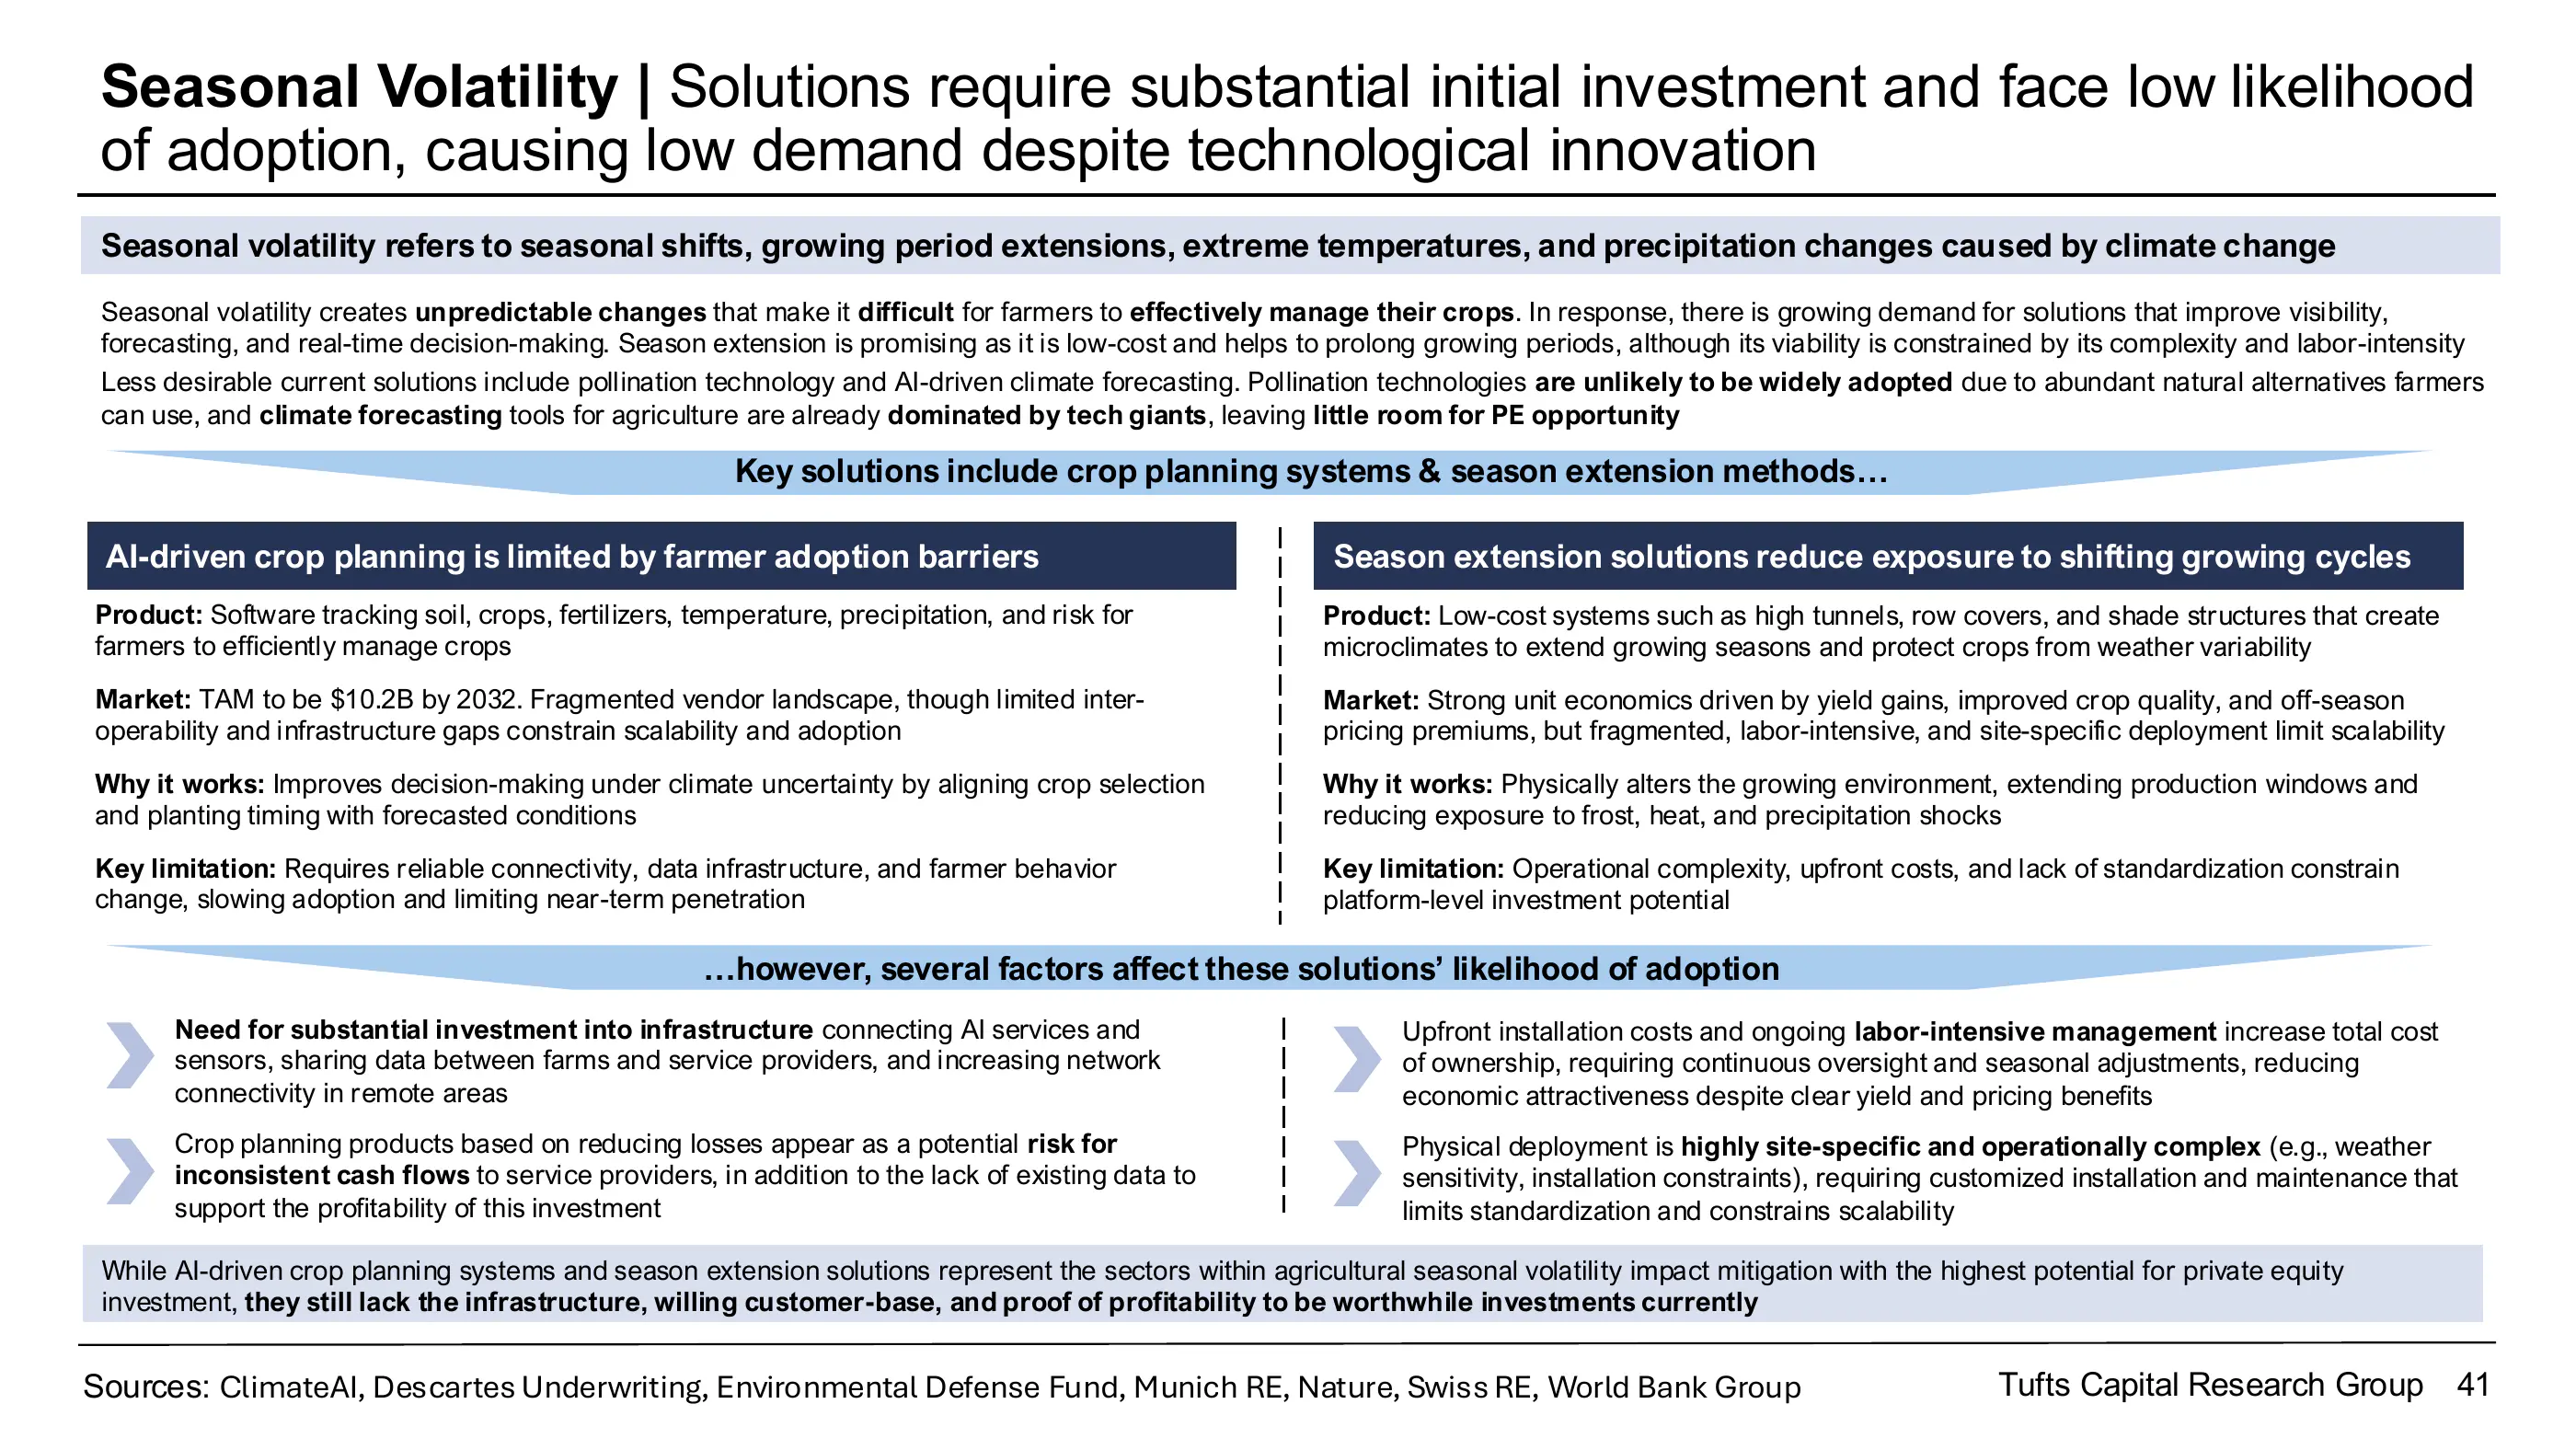 Seasonal Volatility | Solutions require substantial initial investment and face low likelihood
of adoption, causing low demand despite technological innovation
Seasonal volatility refers to seasonal shifts, growing period extensions, extreme temperatures, and precipitation changes caused by climate change
Seasonal volatility creates unpredictable changes that make it difficult for farmers to effectively manage their crops. In response, there is growing demand for solutions that improve visibility,
forecasting, and real-time decision-making. Season extension is promising as it is low-cost and helps to prolong growing periods, although its viability is constrained by its complexity and labor-intensity
Less desirable current solutions include pollination technology and AI-driven climate forecasting. Pollination technologies are unlikely to be widely adopted due to abundant natural alternatives farmers
can use, and climate forecasting tools for agriculture are already dominated by tech giants, leaving little room for PE opportunity
Key solutions include crop planning systems & season extension methods…
AI-driven crop planning is limited by farmer adoption barriers
Product: Software tracking soil, crops, fertilizers, temperature, precipitation, and risk for
farmers to efficiently manage crops
Market: TAM to be $10.2B by 2032. Fragmented vendor landscape, though limited inter-
operability and infrastructure gaps constrain scalability and adoption
Why it works: Improves decision-making under climate uncertainty by aligning crop selection
and planting timing with forecasted conditions
Key limitation: Requires reliable connectivity, data infrastructure, and farmer behavior
change, slowing adoption and limiting near-term penetration
Season extension solutions reduce exposure to shifting growing cycles
Product: Low-cost systems such as high tunnels, row covers, and shade structures that create
microclimates to extend growing seasons and protect crops from weather variability
Market: Strong unit economics driven by yield gains, improved crop quality, and off-season
pricing premiums, but fragmented, labor-intensive, and site-specific deployment limit scalability
Why it works: Physically alters the growing environment, extending production windows and
reducing exposure to frost, heat, and precipitation shocks
Key limitation: Operational complexity, upfront costs, and lack of standardization constrain
platform-level investment potential
…however, several factors affect these solutions’ likelihood of adoption
Need for substantial investment into infrastructure connecting AI services and
sensors, sharing data between farms and service providers, and increasing network
connectivity in remote areas
Crop planning products based on reducing losses appear as a potential risk for
inconsistent cash flows to service providers, in addition to the lack of existing data to
support the profitability of this investment
Upfront installation costs and ongoing labor-intensive management increase total cost
of ownership, requiring continuous oversight and seasonal adjustments, reducing
economic attractiveness despite clear yield and pricing benefits
Physical deployment is highly site-specific and operationally complex (e.g., weather
sensitivity, installation constraints), requiring customized installation and maintenance that
limits standardization and constrains scalability
While AI-driven crop planning systems and season extension solutions represent the sectors within agricultural seasonal volatility impact mitigation with the highest potential for private equity
investment, they still lack the infrastructure, willing customer-base, and proof of profitability to be worthwhile investments currently
Sources: ClimateAI, Descartes Underwriting, Environmental Defense Fund, Munich RE, Nature, Swiss RE, World Bank Group
Tufts Capital Research Group 41